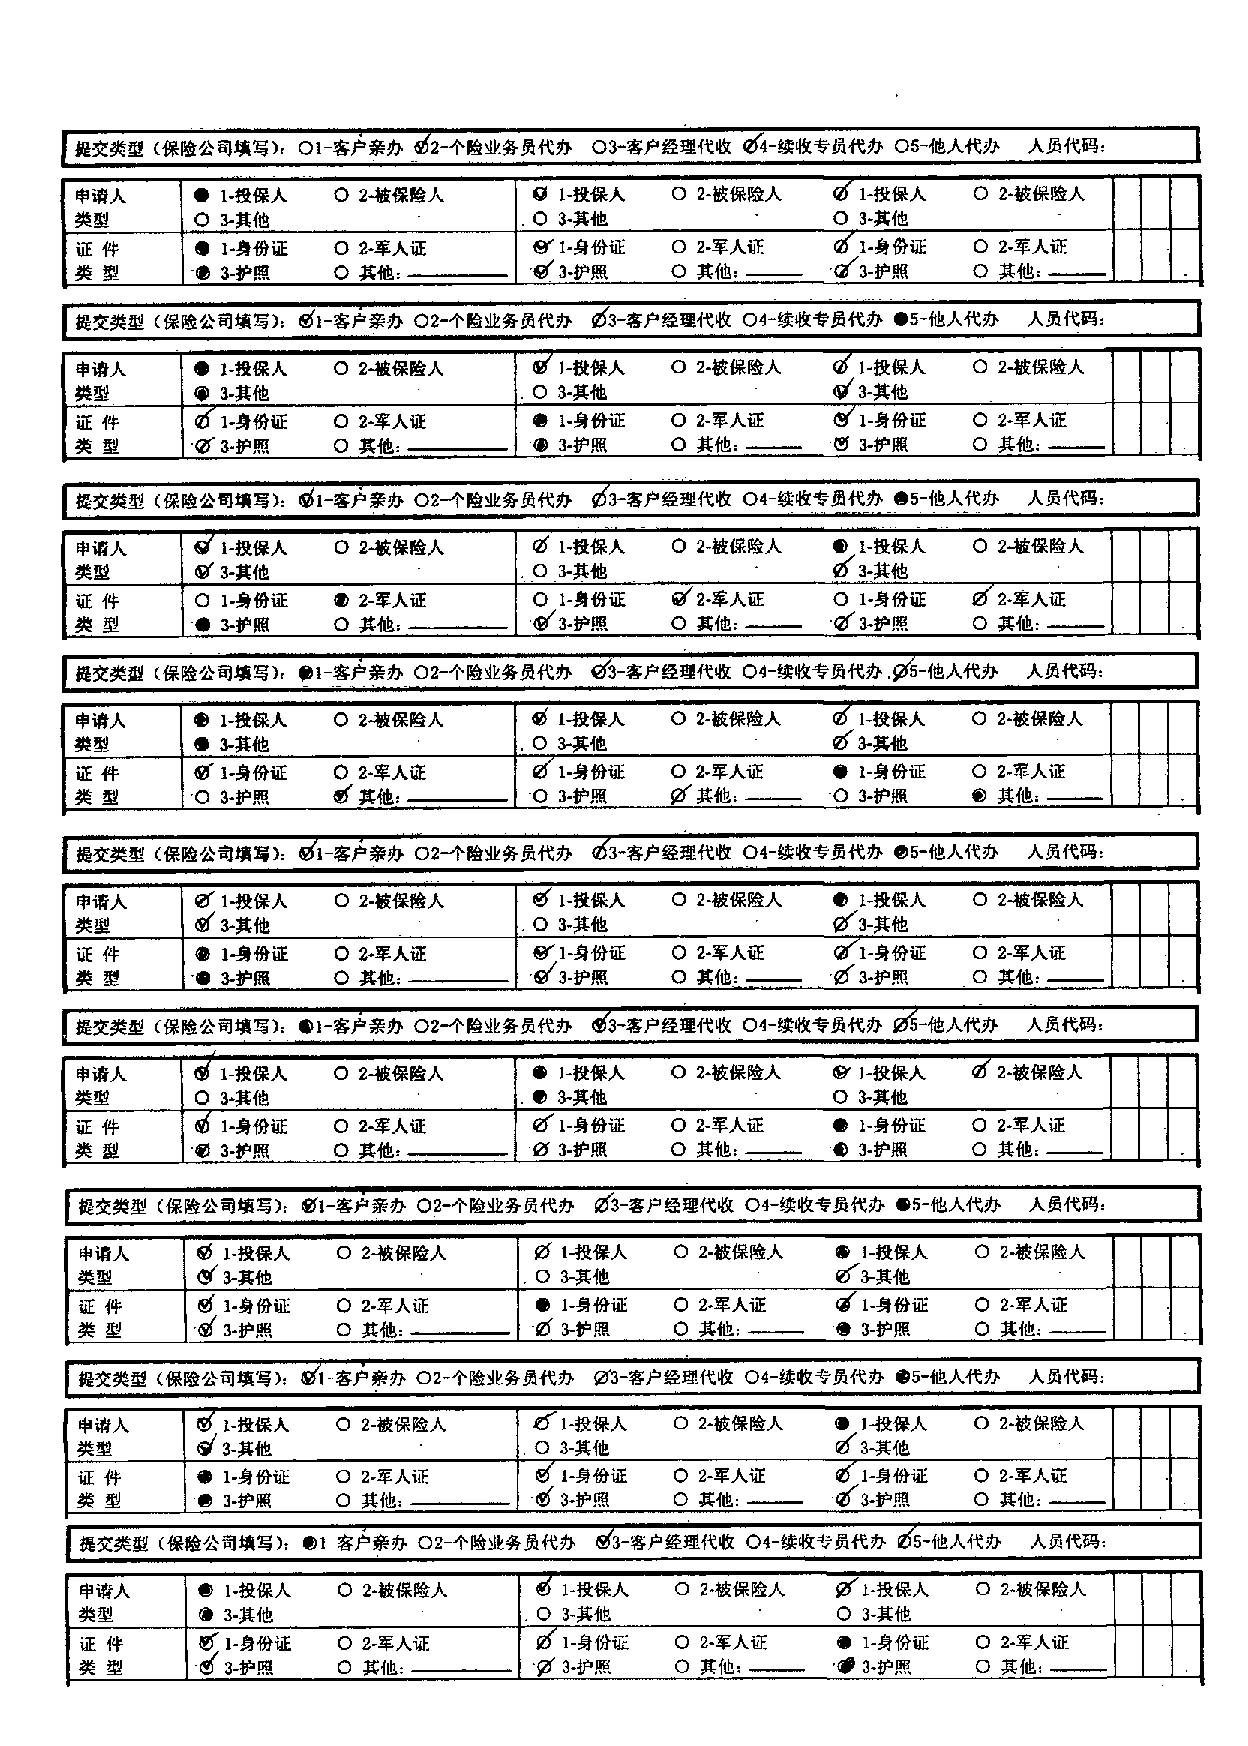 提交类型（保险公司填写）：○1-客户亲办 ☑2-个险业务员代办 ○3-客户经理代收 ∅4-续收专员代办 ○5-他人代办 人员代码：
申请人 ● 1-投保人 ○ 2-被保险人 ☑ 1-投保人 ○ 2-被保险人 ∅ 1-投保人 ○ 2-被保险人
类型 ○ 3-其他 ○ 3-其他 ○ 3-其他
证 件 ● 1-身份证 ○ 2-军人证 ☑ 1-身份证 ○ 2-军人证 ∅ 1-身份证 ○ 2-军人证
类 型 ● 3-护照 ○ 其他：______ ☑ 3-护照 ○ 其他：____ ∅ 3-护照 ○ 其他：____
提交类型（保险公司填写）：☑1-客户亲办 ○2-个险业务员代办 ∅3-客户经理代收 ○4-续收专员代办 ●5-他人代办 人员代码：
申请人 ● 1-投保人 ○ 2-被保险人 ☑ 1-投保人 ○ 2-被保险人 ∅ 1-投保人 ○ 2-被保险人
类型 ● 3-其他 ○ 3-其他 ☑ 3-其他
证 件 ∅ 1-身份证 ○ 2-军人证 ● 1-身份证 ○ 2-军人证 ☑ 1-身份证 ○ 2-军人证
类 型 ∅ 3-护照 ○ 其他：______ ● 3-护照 ○ 其他：____ ☑ 3-护照 ○ 其他：____
提交类型（保险公司填写）：☑1-客户亲办 ○2-个险业务员代办 ∅3-客户经理代收 ○4-续收专员代办 ●5-他人代办 人员代码：
申请人 ☑ 1-投保人 ○ 2-被保险人 ∅ 1-投保人 ○ 2-被保险人 ● 1-投保人 ○ 2-被保险人
类型 ☑ 3-其他 ○ 3-其他 ∅ 3-其他
证 件 ○ 1-身份证 ● 2-军人证 ○ 1-身份证 ☑ 2-军人证 ○ 1-身份证 ∅ 2-军人证
类 型 ● 3-护照 ○ 其他：______ ☑ 3-护照 ○ 其他：____ ∅ 3-护照 ○ 其他：____
提交类型（保险公司填写）：●1-客户亲办 ○2-个险业务员代办 ☑3-客户经理代收 ○4-续收专员代办 ∅5-他人代办 人员代码：
申请人 ● 1-投保人 ○ 2-被保险人 ☑ 1-投保人 ○ 2-被保险人 ∅ 1-投保人 ○ 2-被保险人
类型 ● 3-其他 ○ 3-其他 ∅ 3-其他
证 件 ☑ 1-身份证 ○ 2-军人证 ∅ 1-身份证 ○ 2-军人证 ● 1-身份证 ○ 2-军人证
类 型 ○ 3-护照 ☑ 其他：______ ○ 3-护照 ∅ 其他：____ ○ 3-护照 ● 其他：____
提交类型（保险公司填写）：☑1-客户亲办 ○2-个险业务员代办 ∅3-客户经理代收 ○4-续收专员代办 ●5-他人代办 人员代码：
申请人 ∅ 1-投保人 ○ 2-被保险人 ☑ 1-投保人 ○ 2-被保险人 ● 1-投保人 ○ 2-被保险人
类型 ☑ 3-其他 ○ 3-其他 ∅ 3-其他
证 件 ● 1-身份证 ○ 2-军人证 ☑ 1-身份证 ○ 2-军人证 ∅ 1-身份证 ○ 2-军人证
类 型 ● 3-护照 ○ 其他：______ ☑ 3-护照 ○ 其他：____ ∅ 3-护照 ○ 其他：____
提交类型（保险公司填写）：●1-客户亲办 ○2-个险业务员代办 ☑3-客户经理代收 ○4-续收专员代办 ∅5-他人代办 人员代码：
申请人 ☑ 1-投保人 ○ 2-被保险人 ● 1-投保人 ○ 2-被保险人 ☑ 1-投保人 ∅ 2-被保险人
类型 ○ 3-其他 ● 3-其他 ○ 3-其他
证 件 ☑ 1-身份证 ○ 2-军人证 ∅ 1-身份证 ○ 2-军人证 ● 1-身份证 ○ 2-军人证
类 型 ☑ 3-护照 ○ 其他：______ ∅ 3-护照 ○ 其他：____ ● 3-护照 ○ 其他：____
提交类型（保险公司填写）：☑1-客户亲办 ○2-个险业务员代办 ∅3-客户经理代收 ○4-续收专员代办 ●5-他人代办 人员代码：
申请人 ☑ 1-投保人 ○ 2-被保险人 ∅ 1-投保人 ○ 2-被保险人 ● 1-投保人 ○ 2-被保险人
类型 ☑ 3-其他 ○ 3-其他 ∅ 3-其他
证 件 ☑ 1-身份证 ○ 2-军人证 ● 1-身份证 ○ 2-军人证 ∅ 1-身份证 ○ 2-军人证
类 型 ☑ 3-护照 ○ 其他：______ ∅ 3-护照 ○ 其他：____ ● 3-护照 ○ 其他：____
提交类型（保险公司填写）：☑1-客户亲办 ○2-个险业务员代办 ∅3-客户经理代收 ○4-续收专员代办 ●5-他人代办 人员代码：
申请人 ☑ 1-投保人 ○ 2-被保险人 ∅ 1-投保人 ○ 2-被保险人 ● 1-投保人 ○ 2-被保险人
类型 ☑ 3-其他 ○ 3-其他 ∅ 3-其他
证 件 ● 1-身份证 ○ 2-军人证 ☑ 1-身份证 ○ 2-军人证 ∅ 1-身份证 ○ 2-军人证
类 型 ● 3-护照 ○ 其他：______ ☑ 3-护照 ○ 其他：____ ∅ 3-护照 ○ 其他：____
提交类型（保险公司填写）：●1 客户亲办 ○2-个险业务员代办 ☑3-客户经理代收 ○4-续收专员代办 ∅5-他人代办 人员代码：
申请人 ● 1-投保人 ○ 2-被保险人 ☑ 1-投保人 ○ 2-被保险人 ∅ 1-投保人 ○ 2-被保险人
类型 ● 3-其他 ○ 3-其他 ○ 3-其他
证 件 ☑ 1-身份证 ○ 2-军人证 ∅ 1-身份证 ○ 2-军人证 ● 1-身份证 ○ 2-军人证
类 型 ☑ 3-护照 ○ 其他：______ ∅ 3-护照 ○ 其他：____ ● 3-护照 ○ 其他：____